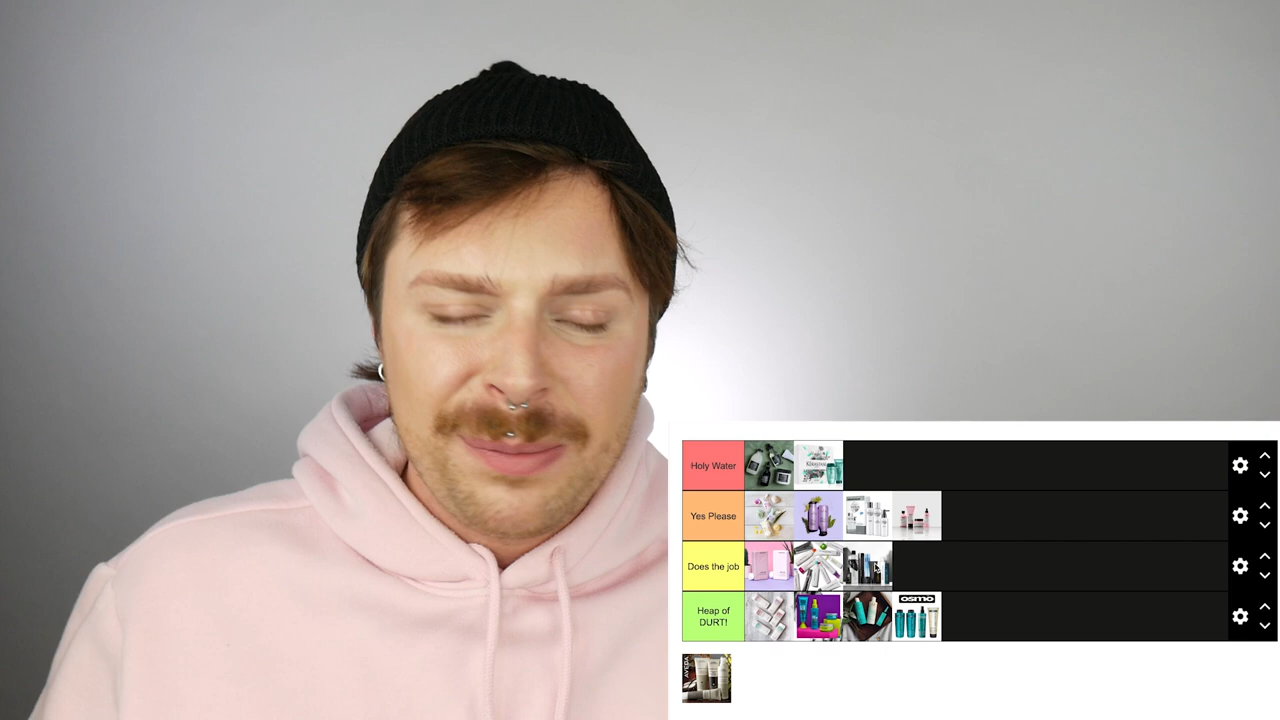 Holy Water
Yes Please
Does the job
Heap of
DURT!
OSMO
AVEDA